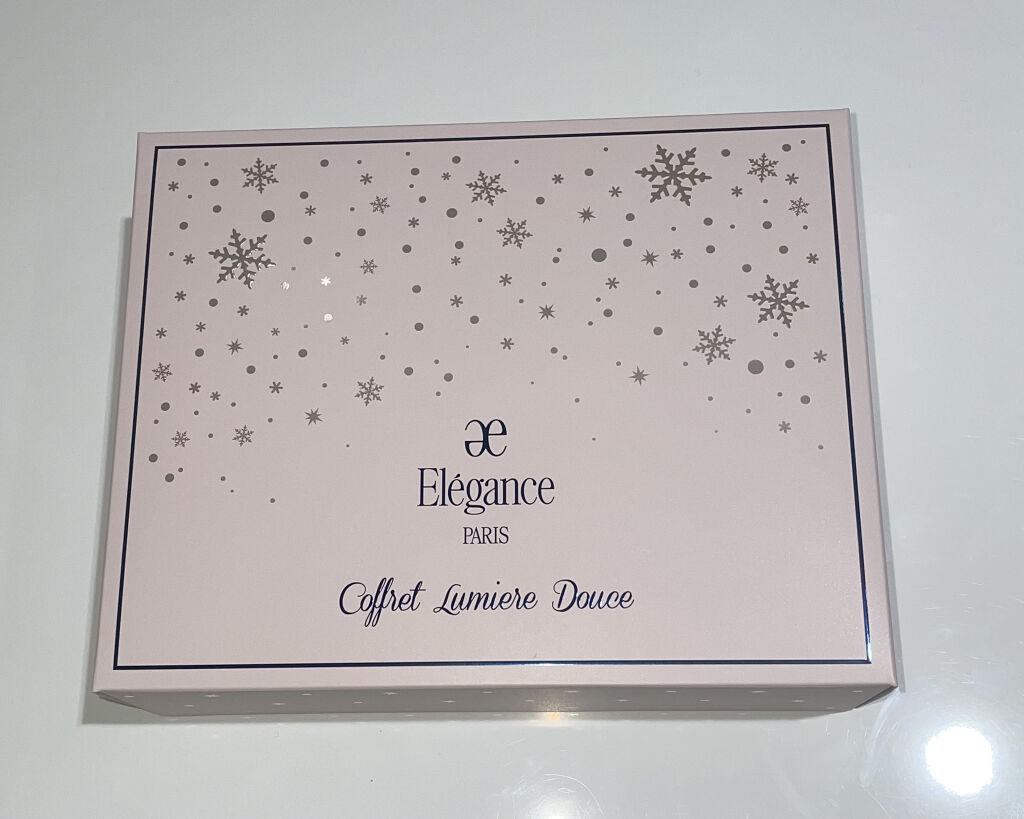 æ
Elégance
PARIS
Coffret Lumiere Douce